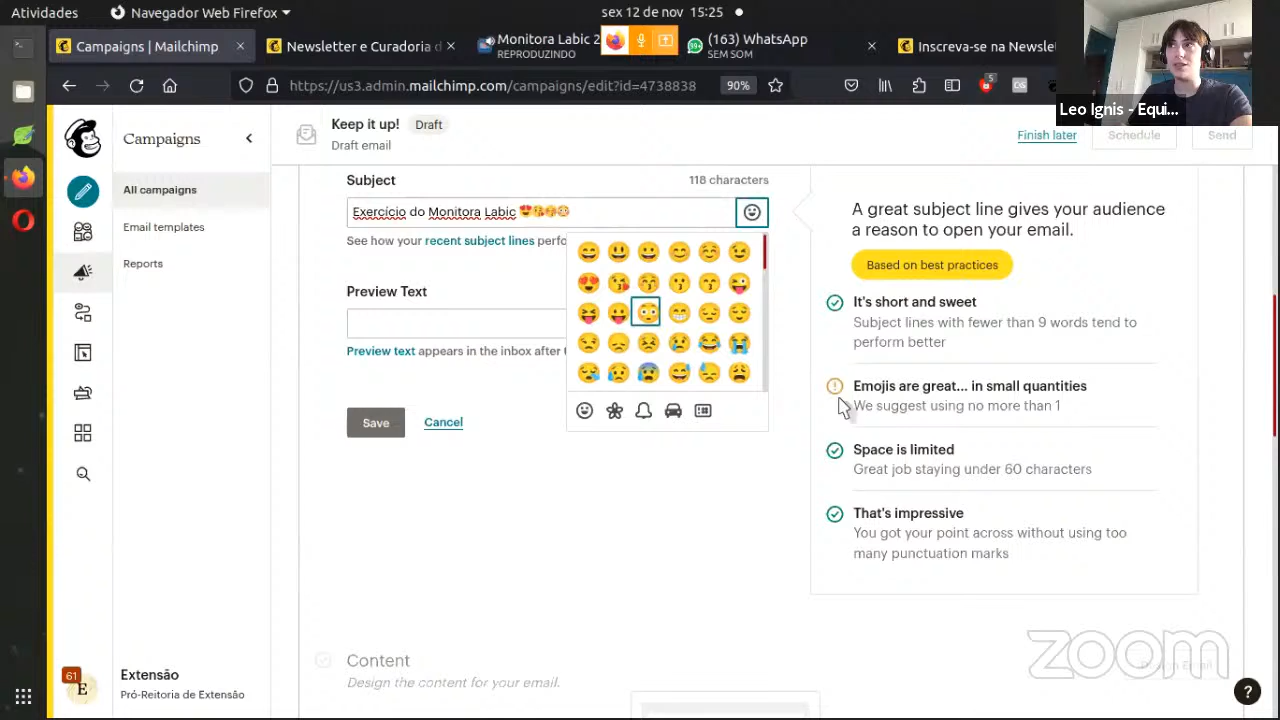 Atividades
Navegador Web Firefox
sex 12 de nov 15:25
Campaigns | Mailchimp
Newsletter e Curadoria d
Monitora Labic 2
REPRODUZINDO
(163) WhatsApp
SEM SOM
Inscreva-se na Newslet
https://us3.admin.mailchimp.com/campaigns/edit?id=4738838
90%
5
Leo Ignis - Equi...
Campaigns
Keep it up!
Draft
Draft email
Finish later
Schedule
Send
All campaigns
Email templates
Reports
Subject
118 characters
Exercício do Monitora Labic 😍😘😚😳
See how your recent subject lines perfo
Preview Text
Preview text appears in the inbox after t
Save
Cancel
A great subject line gives your audience
a reason to open your email.
Based on best practices
It's short and sweet
Subject lines with fewer than 9 words tend to
perform better
Emojis are great... in small quantities
We suggest using no more than 1
Space is limited
Great job staying under 60 characters
That's impressive
You got your point across without using too
many punctuation marks
Content
Design the content for your email.
zoom
61
E
Extensão
Pró-Reitoria de Extensão
?